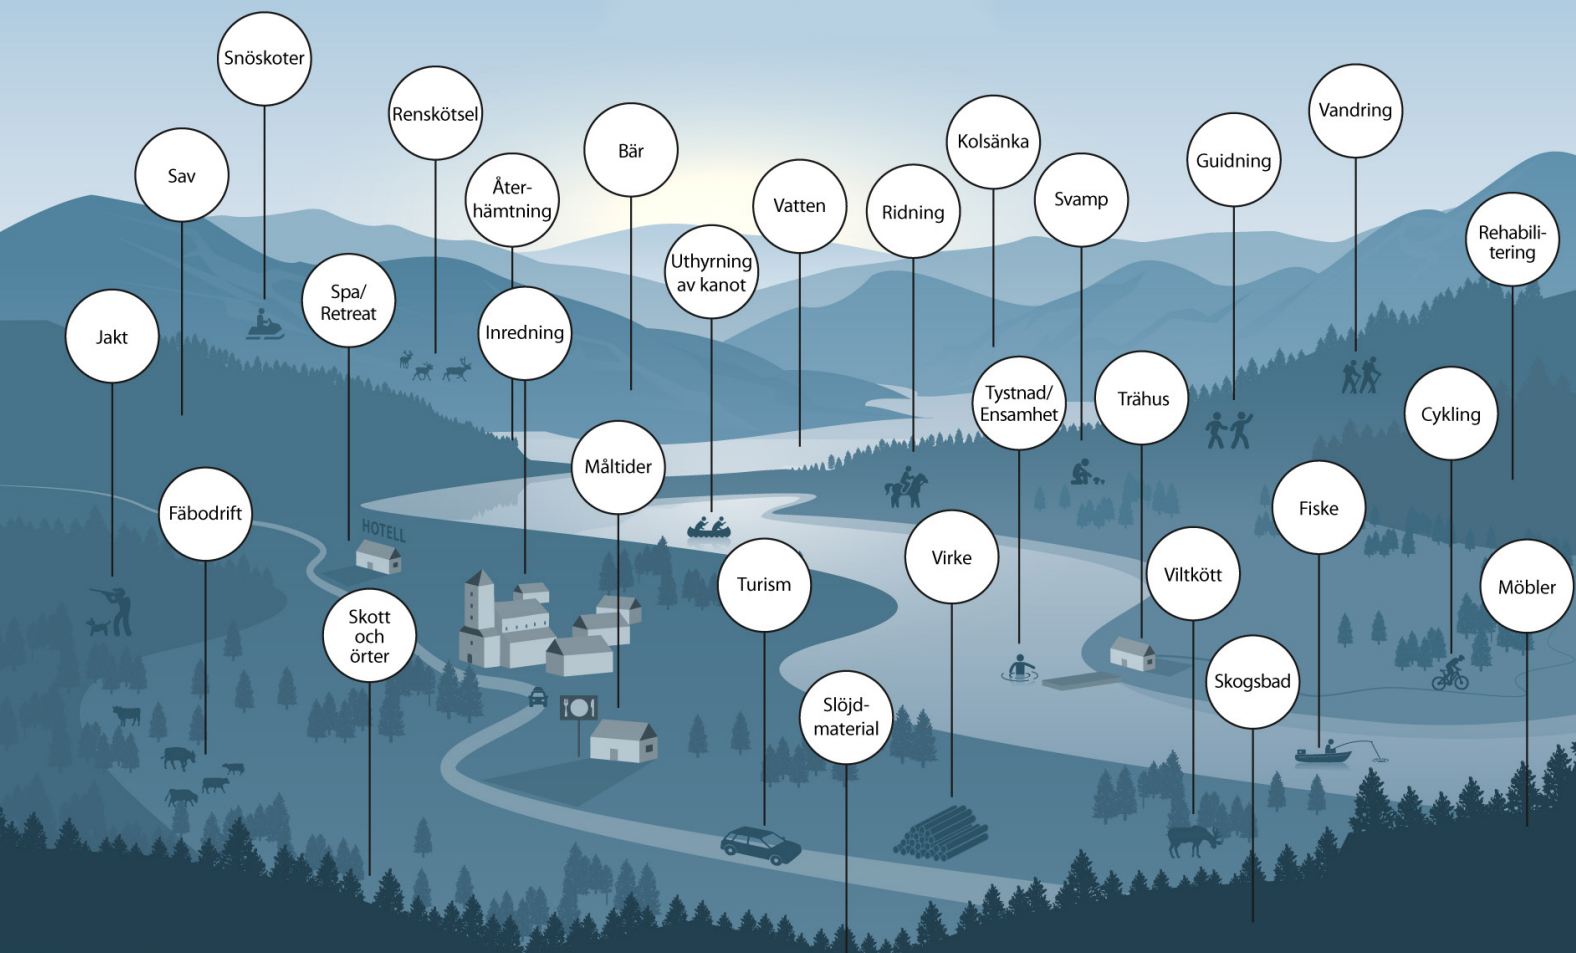 Snöskoter
Renskötsel
Vandring
Bär
Kolsänka
Guidning
Sav
Åter-
hämtning
Vatten
Ridning
Svamp
Rehabili-
tering
Uthyrning
av kanot
Spa/
Retreat
Jakt
Inredning
Tystnad/
Ensamhet
Trähus
Cykling
Måltider
Fäbodrift
Fiske
HOTELL
Virke
Viltkött
Turism
Möbler
Skott
och
örter
Skogsbad
Slöjd-
material